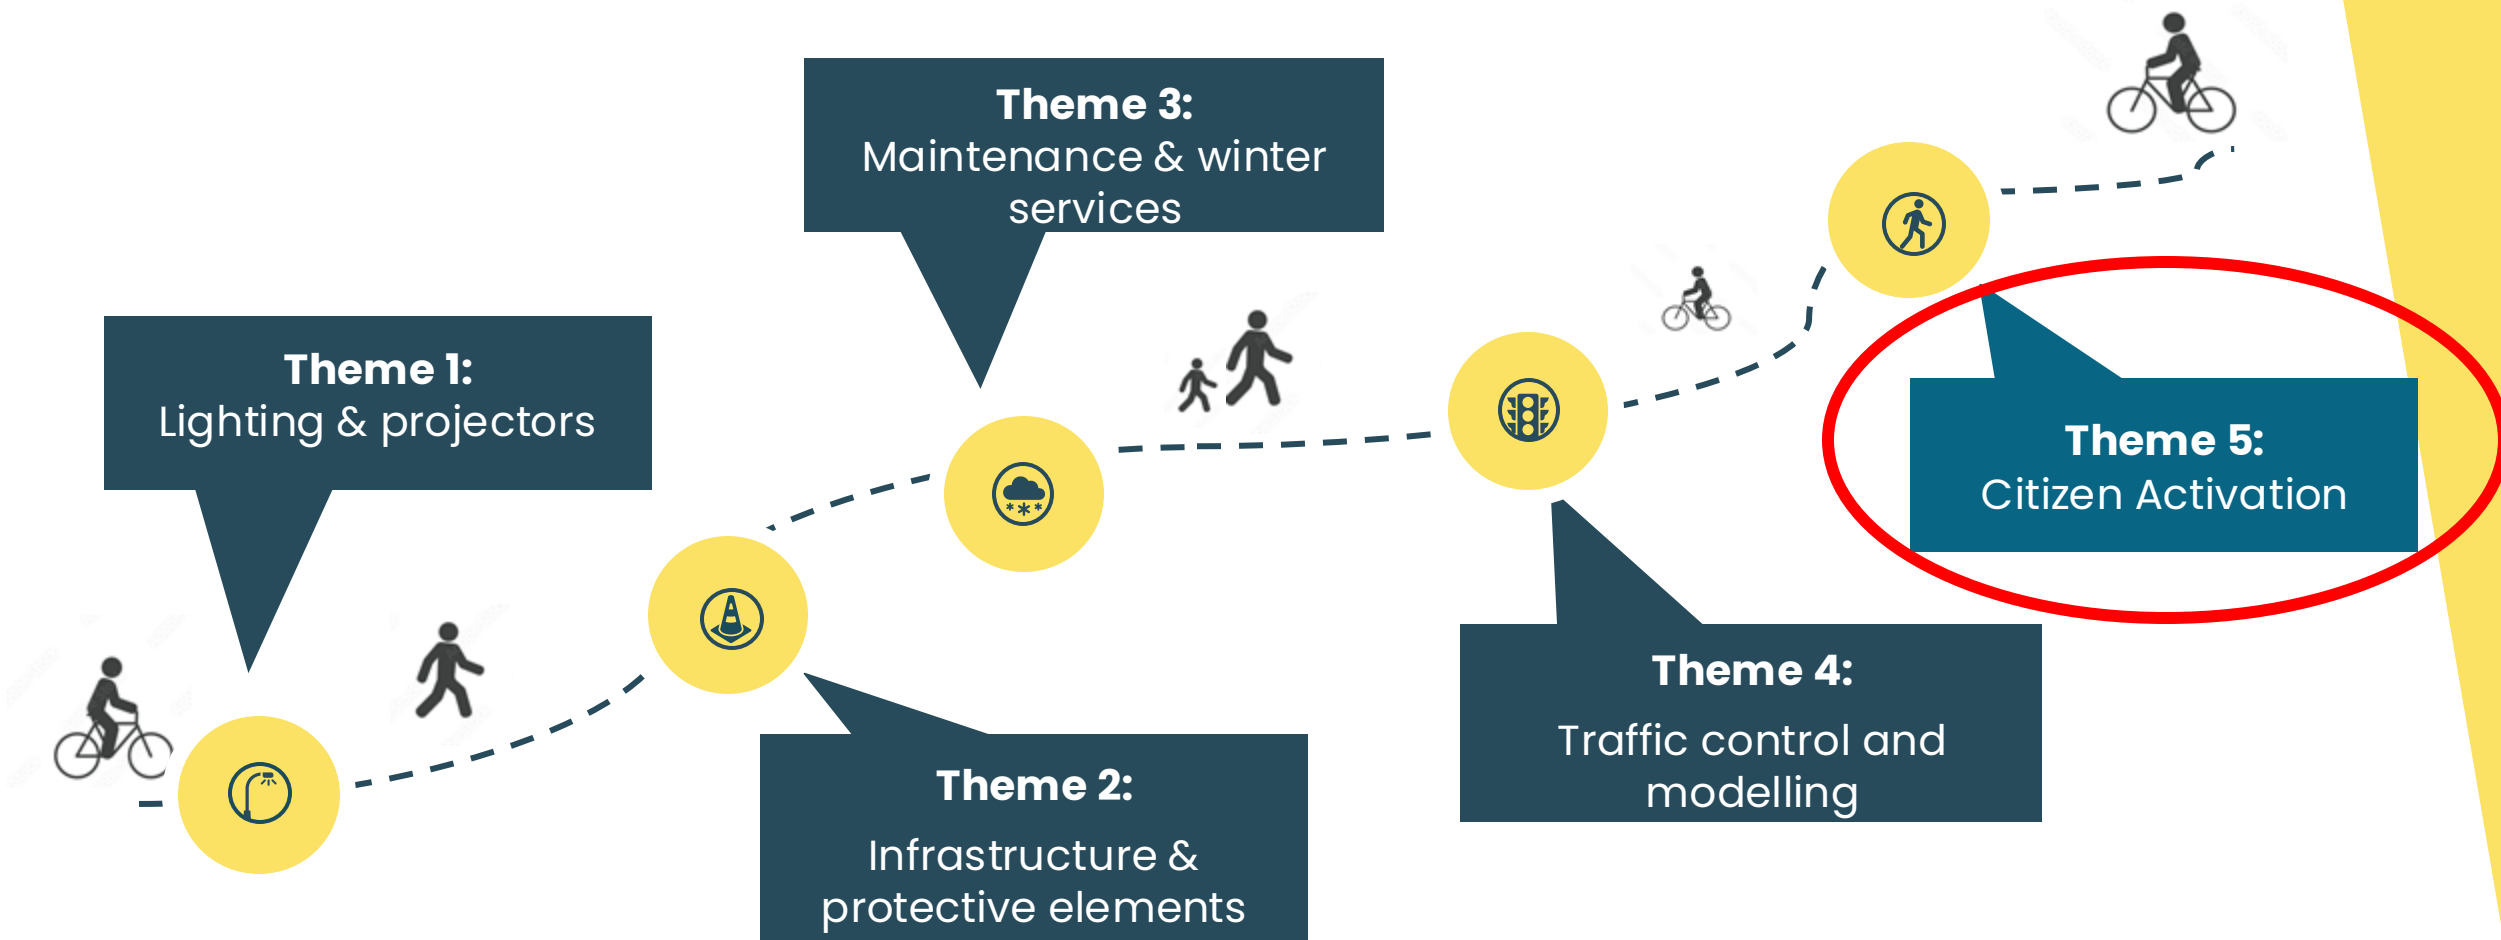 Theme 1:
Lighting & projectors
Theme 2:
Infrastructure &
protective elements
Theme 3:
Maintenance & winter
services
Theme 4:
Traffic control and
modelling
Theme 5:
Citizen Activation